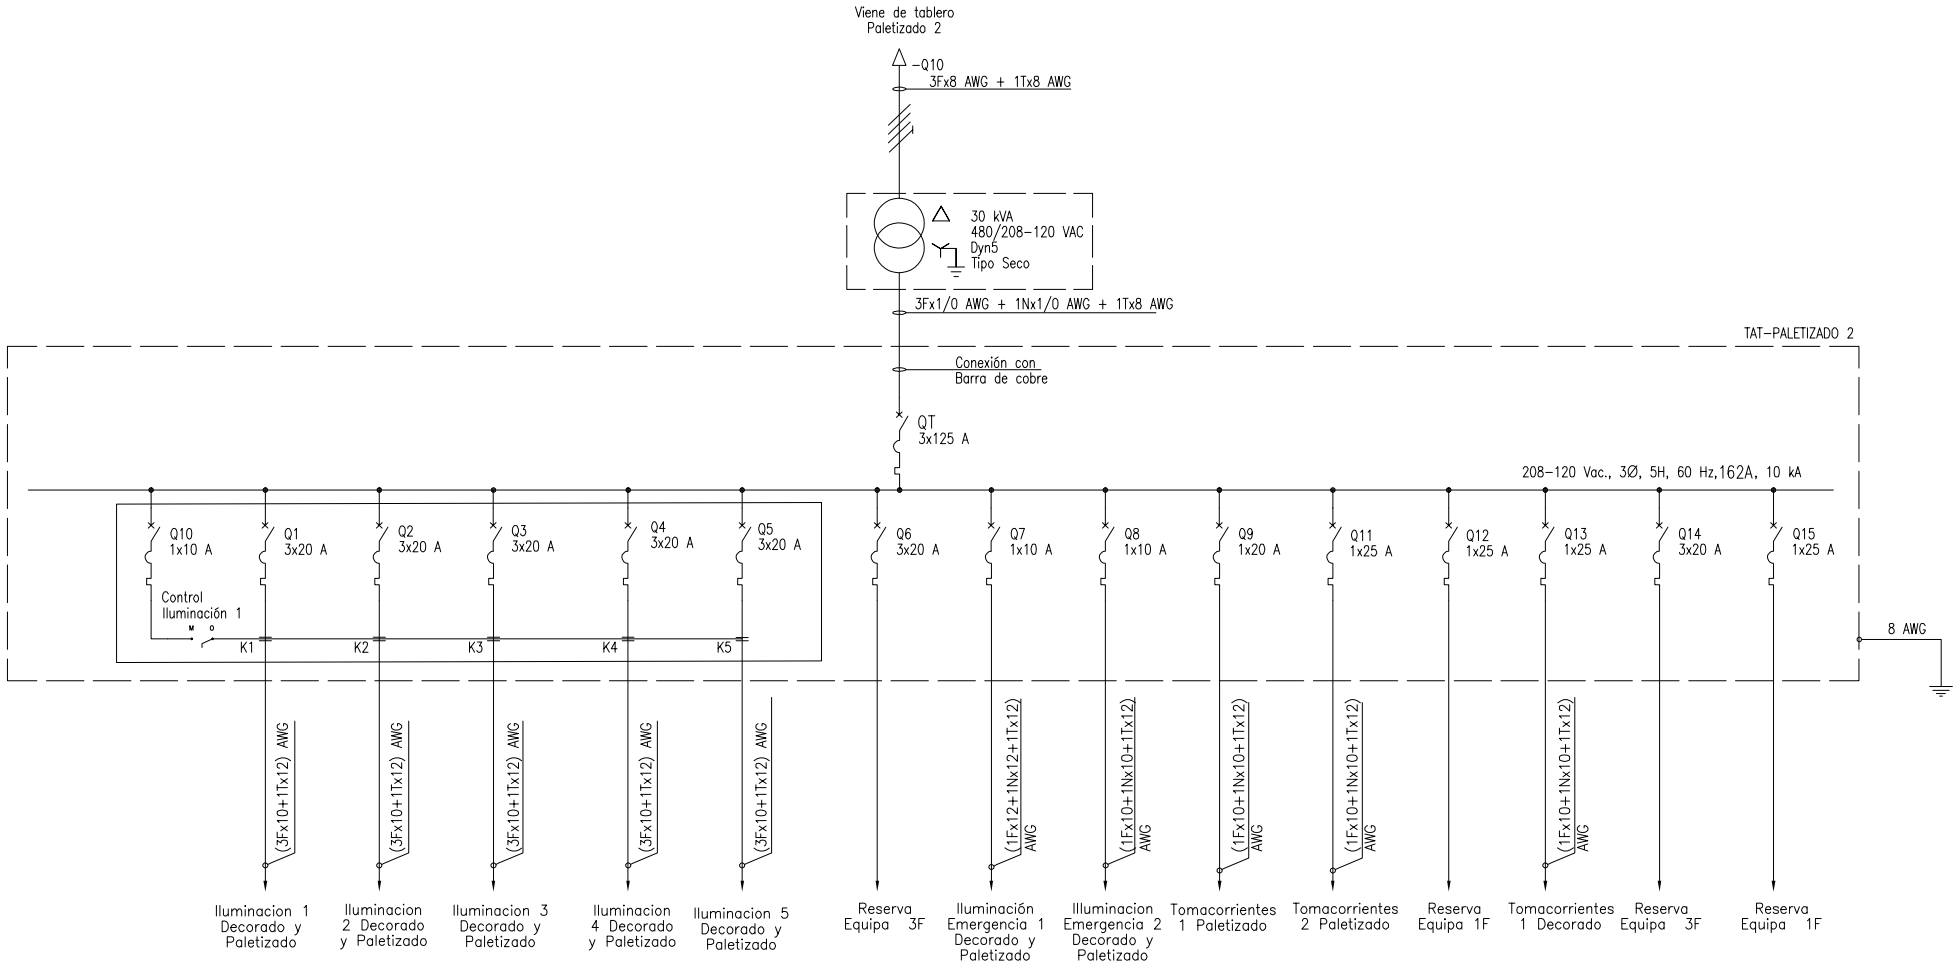 Viene de tablero
Paletizado 2
-Q10
3Fx8 AWG + 1Tx8 AWG
30 kVA
480/208-120 VAC
Dyn5
Tipo Seco
3Fx1/0 AWG + 1Nx1/0 AWG + 1Tx8 AWG
TAT-PALETIZADO 2
Conexión con
Barra de cobre
QT
3x125 A
208-120 Vac., 3Ø, 5H, 60 Hz,162A, 10 kA
Q10
1x10 A
Q1
3x20 A
Q2
3x20 A
Q3
3x20 A
Q4
3x20 A
Q5
3x20 A
Q6
3x20 A
Q7
1x10 A
Q8
1x10 A
Q9
1x20 A
Q11
1x25 A
Q12
1x25 A
Q13
1x25 A
Q14
3x20 A
Q15
1x25 A
Control
Iluminación 1
M O
K1
K2
K3
K4
K5
8 AWG
(3Fx10+1Tx12) AWG
(3Fx10+1Tx12) AWG
(3Fx10+1Tx12) AWG
(3Fx10+1Tx12) AWG
(3Fx10+1Tx12) AWG
(1Fx12+1Nx12+1Tx12)
AWG
(1Fx10+1Nx10+1Tx12)
AWG
(1Fx10+1Nx10+1Tx12)
AWG
(1Fx10+1Nx10+1Tx12)
AWG
(1Fx10+1Nx10+1Tx12)
AWG
Iluminacion 1
Decorado y
Paletizado
Iluminacion
2 Decorado
y Paletizado
Iluminacion 3
Decorado y
Paletizado
Iluminacion
4 Decorado
y Paletizado
Iluminacion 5
Decorado y
Paletizado
Reserva
Equipa 3F
Iluminación
Emergencia 1
Decorado y
Paletizado
Illuminacion
Emergencia 2
Decorado y
Paletizado
Tomacorrientes
1 Paletizado
Tomacorrientes
2 Paletizado
Reserva
Equipa 1F
Tomacorrientes
1 Decorado
Reserva
Equipa 3F
Reserva
Equipa 1F